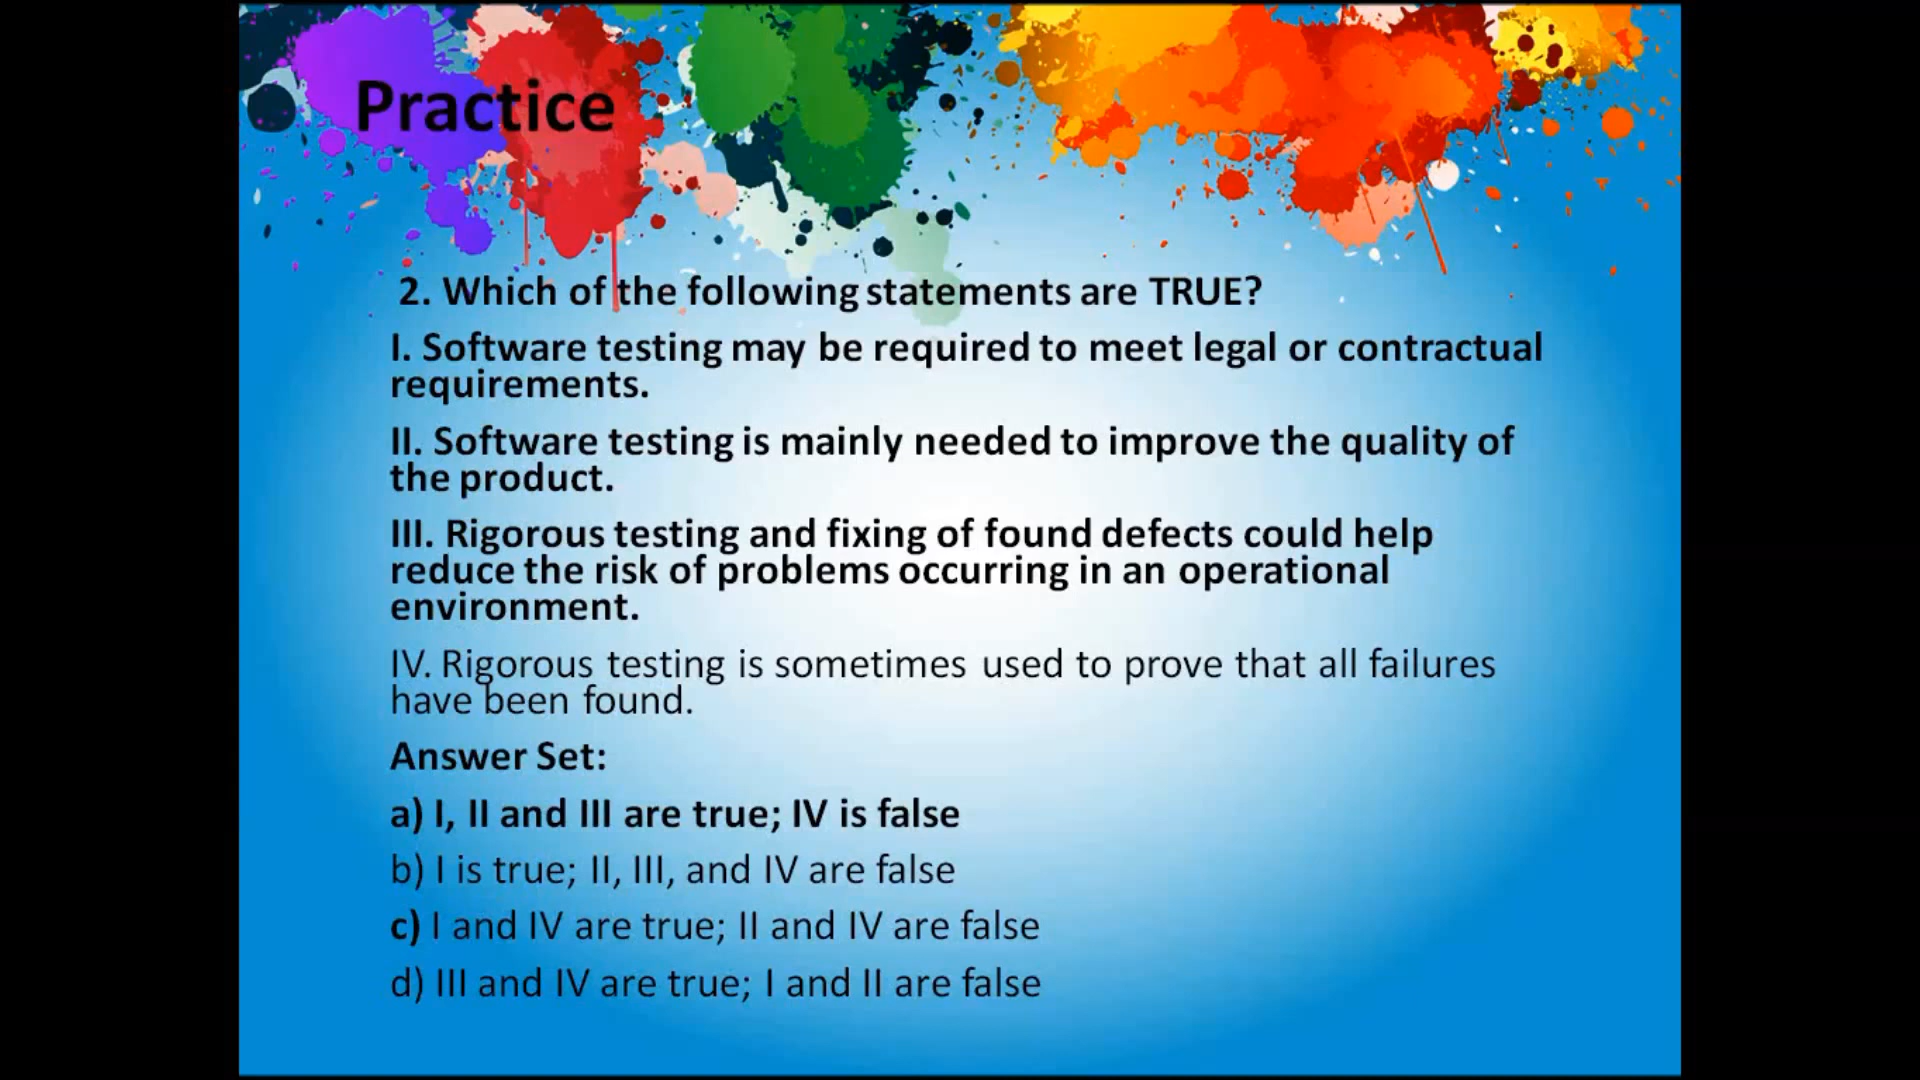 Practice
2. Which of the following statements are TRUE?
I. Software testing may be required to meet legal or contractual
requirements.
II. Software testing is mainly needed to improve the quality of
the product.
III. Rigorous testing and fixing of found defects could help
reduce the risk of problems occurring in an operational
environment.
IV. Rigorous testing is sometimes used to prove that all failures
have been found.
Answer Set:
a) I, II and III are true; IV is false
b) I is true; II, III, and IV are false
c) I and IV are true; II and IV are false
d) III and IV are true; I and II are false